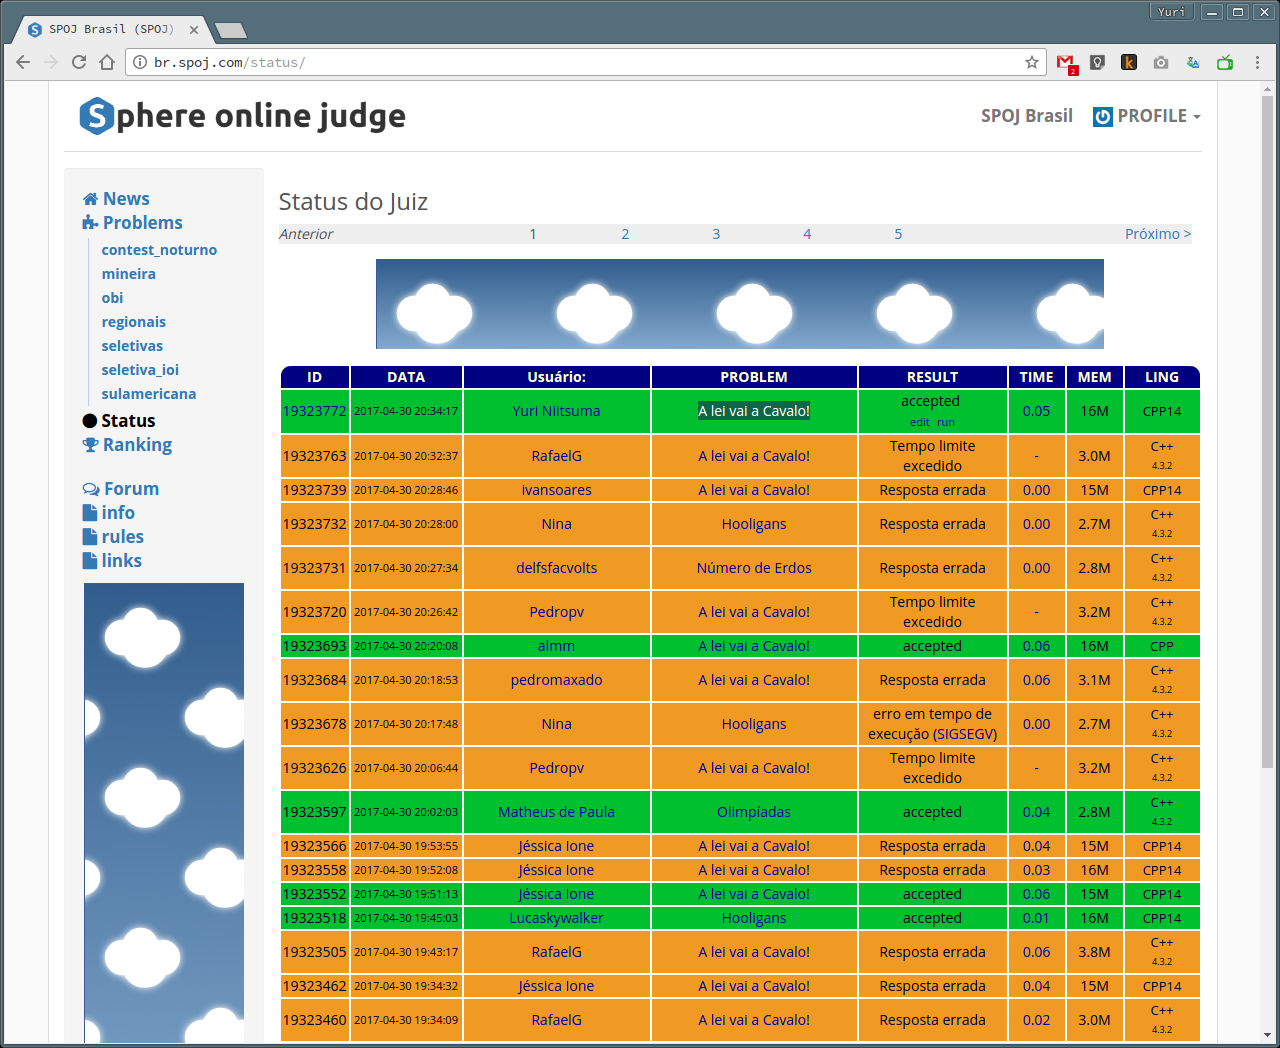 Yuri
SPOJ Brasil (SPOJ)
br.spoj.com/status/
2
Sphere online judge
SPOJ Brasil PROFILE
News
Problems
contest_noturno
mineira
obi
regionais
seletivas
seletiva_ioi
sulamericana
Status
Ranking
Forum
info
rules
links
Status do Juiz
Anterior 1 2 3 4 5 Próximo >
ID DATA Usuário: PROBLEM RESULT TIME MEM LING
19323772 2017-04-30 20:34:17 Yuri Niitsuma A lei vai a Cavalo! accepted 0.05 16M CPP14
edit run
19323763 2017-04-30 20:32:37 RafaelG A lei vai a Cavalo! Tempo limite excedido - 3.0M C++ 4.3.2
19323739 2017-04-30 20:28:46 ivansoares A lei vai a Cavalo! Resposta errada 0.00 15M CPP14
19323732 2017-04-30 20:28:00 Nina Hooligans Resposta errada 0.00 2.7M C++ 4.3.2
19323731 2017-04-30 20:27:34 delfsfacvolts Número de Erdos Resposta errada 0.00 2.8M C++ 4.3.2
19323720 2017-04-30 20:26:42 Pedropv A lei vai a Cavalo! Tempo limite excedido - 3.2M C++ 4.3.2
19323693 2017-04-30 20:20:08 almm A lei vai a Cavalo! accepted 0.06 16M CPP
19323684 2017-04-30 20:18:53 pedromaxado A lei vai a Cavalo! Resposta errada 0.06 3.1M C++ 4.3.2
19323678 2017-04-30 20:17:48 Nina Hooligans erro em tempo de execução (SIGSEGV) 0.00 2.7M C++ 4.3.2
19323626 2017-04-30 20:06:44 Pedropv A lei vai a Cavalo! Tempo limite excedido - 3.2M C++ 4.3.2
19323597 2017-04-30 20:02:03 Matheus de Paula Olimpíadas accepted 0.04 2.8M C++ 4.3.2
19323566 2017-04-30 19:53:55 Jéssica Ione A lei vai a Cavalo! Resposta errada 0.04 15M CPP14
19323558 2017-04-30 19:52:08 Jéssica Ione A lei vai a Cavalo! Resposta errada 0.03 16M CPP14
19323552 2017-04-30 19:51:13 Jéssica Ione A lei vai a Cavalo! accepted 0.06 15M CPP14
19323518 2017-04-30 19:45:03 Lucaskywalker Hooligans accepted 0.01 16M CPP14
19323505 2017-04-30 19:43:17 RafaelG A lei vai a Cavalo! Resposta errada 0.06 3.8M C++ 4.3.2
19323462 2017-04-30 19:34:32 Jéssica Ione A lei vai a Cavalo! Resposta errada 0.04 15M CPP14
19323460 2017-04-30 19:34:09 RafaelG A lei vai a Cavalo! Resposta errada 0.02 3.0M C++ 4.3.2